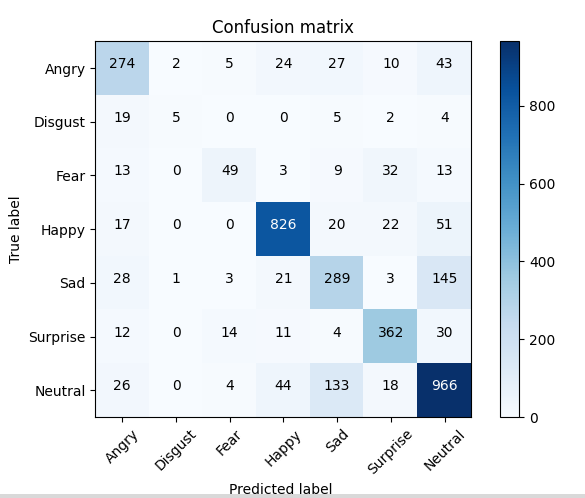 Confusion matrix
Angry 274 2 5 24 27 10 43
Disgust 19 5 0 0 5 2 4
Fear 13 0 49 3 9 32 13
Happy 17 0 0 826 20 22 51
Sad 28 1 3 21 289 3 145
Surprise 12 0 14 11 4 362 30
Neutral 26 0 4 44 133 18 966
Angry Disgust Fear Happy Sad Surprise Neutral
Predicted label
True label
800
600
400
200
0